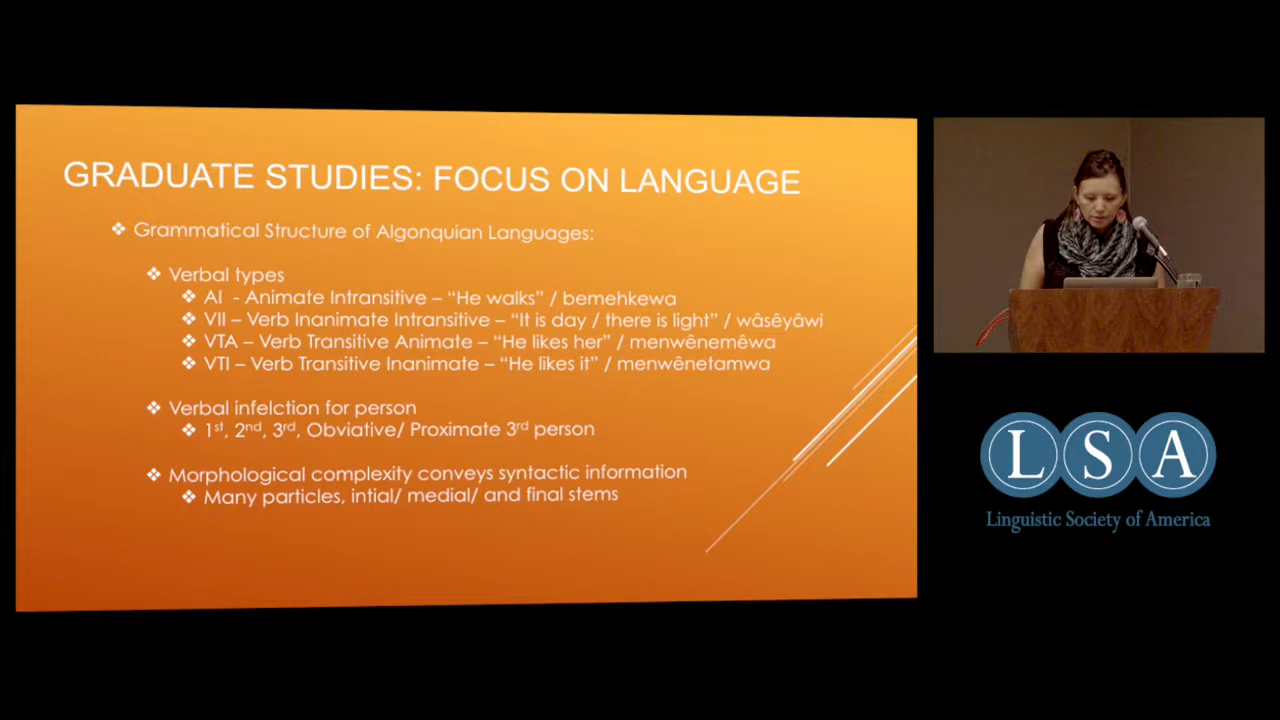 GRADUATE STUDIES: FOCUS ON LANGUAGE
❖ Grammatical Structure of Algonquian Languages:
❖ Verbal types
❖ AI - Animate Intransitive – “He walks” / bemehkewa
❖ VII – Verb Inanimate Intransitive – “It is day / there is light” / wâsêyâwi
❖ VTA – Verb Transitive Animate – “He likes her” / menwênemêwa
❖ VTI – Verb Transitive Inanimate – “He likes it” / menwênetamwa
❖ Verbal infelction for person
❖ 1st, 2nd, 3rd, Obviative/ Proximate 3rd person
❖ Morphological complexity conveys syntactic information
❖ Many particles, intial/ medial/ and final stems
LSA
Linguistic Society of America